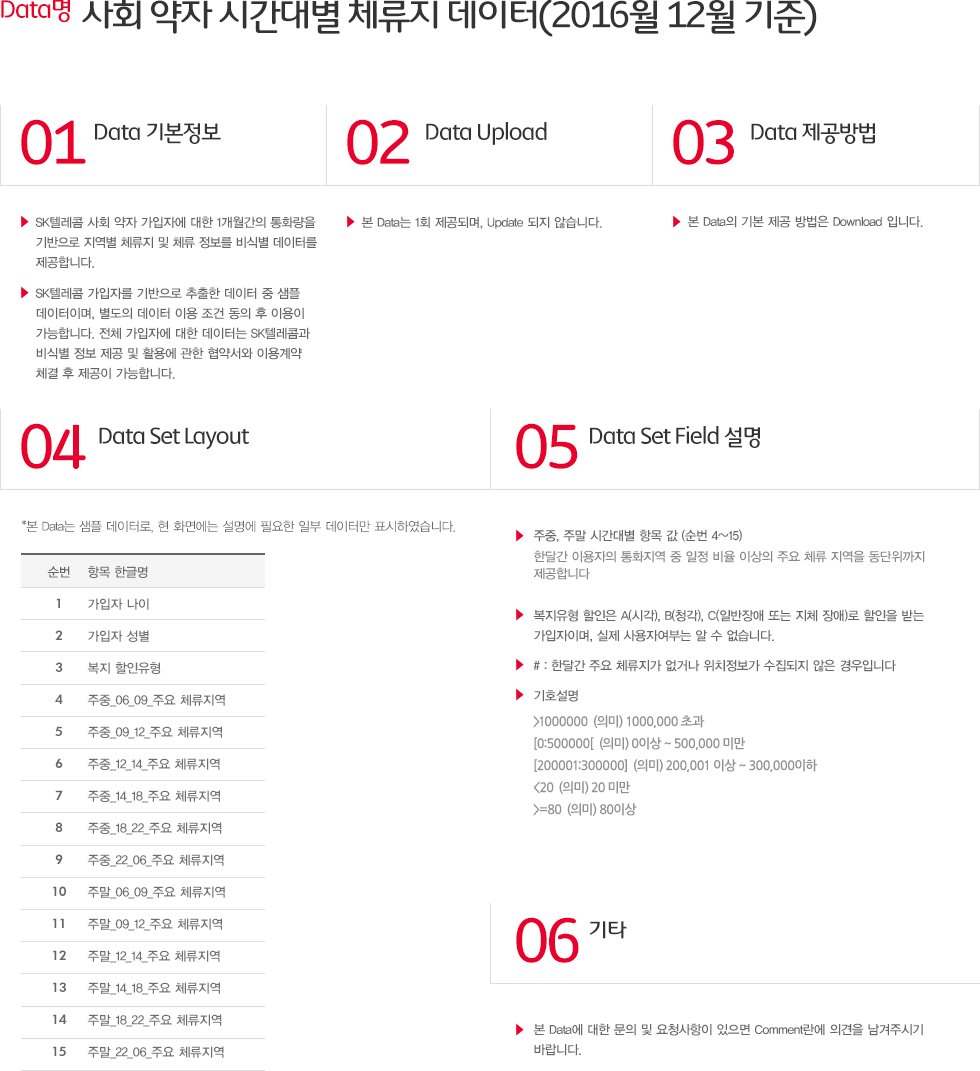 Data명 사회 약자 시간대별 체류지 데이터(2016월 12월 기준)
01 Data 기본정보
▶ SK텔레콤 사회 약자 가입자에 대한 1개월간의 통화량을
기반으로 지역별 체류지 및 체류 정보를 비식별 데이터를
제공합니다.
▶ SK텔레콤 가입자를 기반으로 추출한 데이터 중 샘플
데이터이며, 별도의 데이터 이용 조건 동의 후 이용이
가능합니다. 전체 가입자에 대한 데이터는 SK텔레콤과
비식별 정보 제공 및 활용에 관한 협약서와 이용계약
체결 후 제공이 가능합니다.
02 Data Upload
▶ 본 Data는 1회 제공되며, Update 되지 않습니다.
03 Data 제공방법
▶ 본 Data의 기본 제공 방법은 Download 입니다.
04 Data Set Layout
*본 Data는 샘플 데이터로, 현 화면에는 설명에 필요한 일부 데이터만 표시하였습니다.
순번 항목 한글명
1 가입자 나이
2 가입자 성별
3 복지 할인유형
4 주중_06_09_주요 체류지역
5 주중_09_12_주요 체류지역
6 주중_12_14_주요 체류지역
7 주중_14_18_주요 체류지역
8 주중_18_22_주요 체류지역
9 주중_22_06_주요 체류지역
10 주말_06_09_주요 체류지역
11 주말_09_12_주요 체류지역
12 주말_12_14_주요 체류지역
13 주말_14_18_주요 체류지역
14 주말_18_22_주요 체류지역
15 주말_22_06_주요 체류지역
05 Data Set Field 설명
▶ 주중, 주말 시간대별 항목 값 (순번 4~15)
한달간 이용자의 통화지역 중 일정 비율 이상의 주요 체류 지역을 동단위까지
제공합니다
▶ 복지유형 할인은 A(시각), B(청각), C(일반장애 또는 지체 장애)로 할인을 받는
가입자이며, 실제 사용자여부는 알 수 없습니다.
▶ # : 한달간 주요 체류지가 없거나 위치정보가 수집되지 않은 경우입니다
▶ 기호설명
>1000000 (의미) 1000,000 초과
[0:500000[ (의미) 0이상 ~ 500,000 미만
[200001:300000] (의미) 200,001 이상 ~ 300,000이하
<20 (의미) 20 미만
>=80 (의미) 80이상
06 기타
▶ 본 Data에 대한 문의 및 요청사항이 있으면 Comment란에 의견을 남겨주시기
바랍니다.